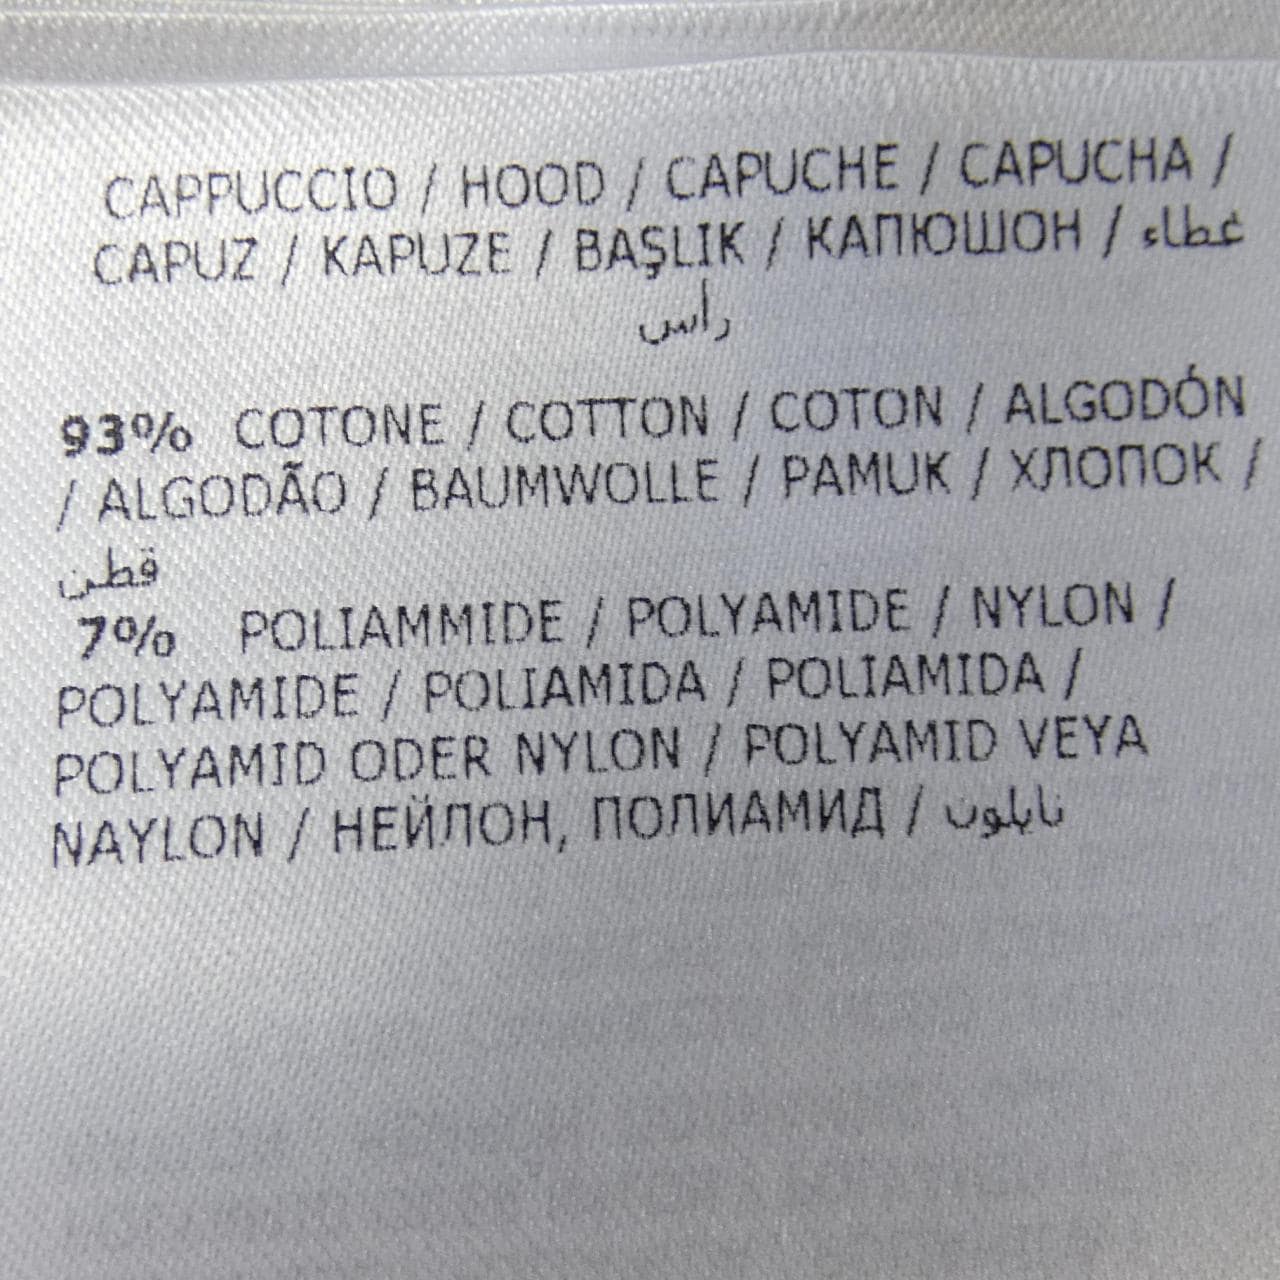 CAPPUCCIO / HOOD / CAPUCHE / CAPUCHA /
CAPUZ / KAPUZE / BAŞLIK / КАПЮШОН / غطاء
رأس
93% COTONE / COTTON / COTON / ALGODÓN
/ ALGODÃO / BAUMWOLLE / PAMUK / ХЛОПОК /
قطن
7% POLIAMMIDE / POLYAMIDE / NYLON /
POLYAMIDE / POLIAMIDA / POLIAMIDA /
POLYAMID ODER NYLON / POLYAMID VEYA
NAYLON / НЕЙЛОН, ПОЛИАМИД / نايلون